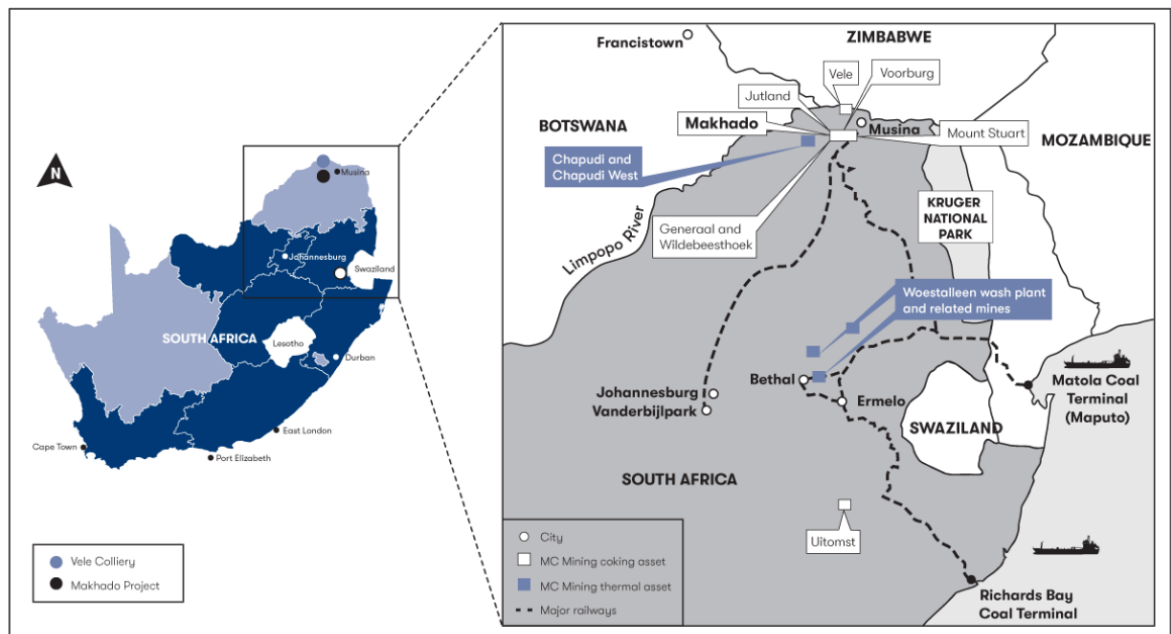 N
Musina
Johannesburg
Swaziland
SOUTH AFRICA
Lesotho
Durban
East London
Cape Town
Port Elizabeth
Vele Colliery
Makhado Project
Francistown
ZIMBABWE
Vele
Voorburg
Jutland
Makhado
Musina
Mount Stuart
BOTSWANA
MOZAMBIQUE
Chapudi and
Chapudi West
KRUGER
NATIONAL
PARK
Limpopo River
Generaal and
Wildebeesthoek
Woestalleen wash plant
and related mines
Bethal
Johannesburg
Vanderbijlpark
Ermelo
Matola Coal
Terminal
(Maputo)
SWAZILAND
SOUTH AFRICA
Uitomst
City
MC Mining coking asset
MC Mining thermal asset
Major railways
Richards Bay
Coal Terminal